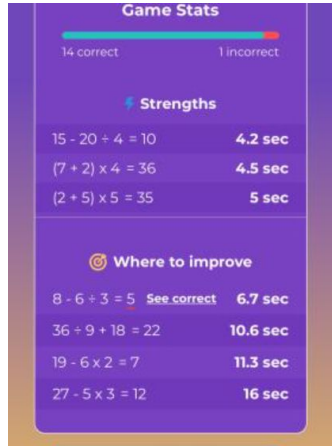 Game Stats
14 correct 1 incorrect
Strengths
15 - 20 ÷ 4 = 10 4.2 sec
(7 + 2) x 4 = 36 4.5 sec
(2 + 5) x 5 = 35 5 sec
Where to improve
8 - 6 ÷ 3 = 5 See correct 6.7 sec
36 ÷ 9 + 18 = 22 10.6 sec
19 - 6 x 2 = 7 11.3 sec
27 - 5 x 3 = 12 16 sec